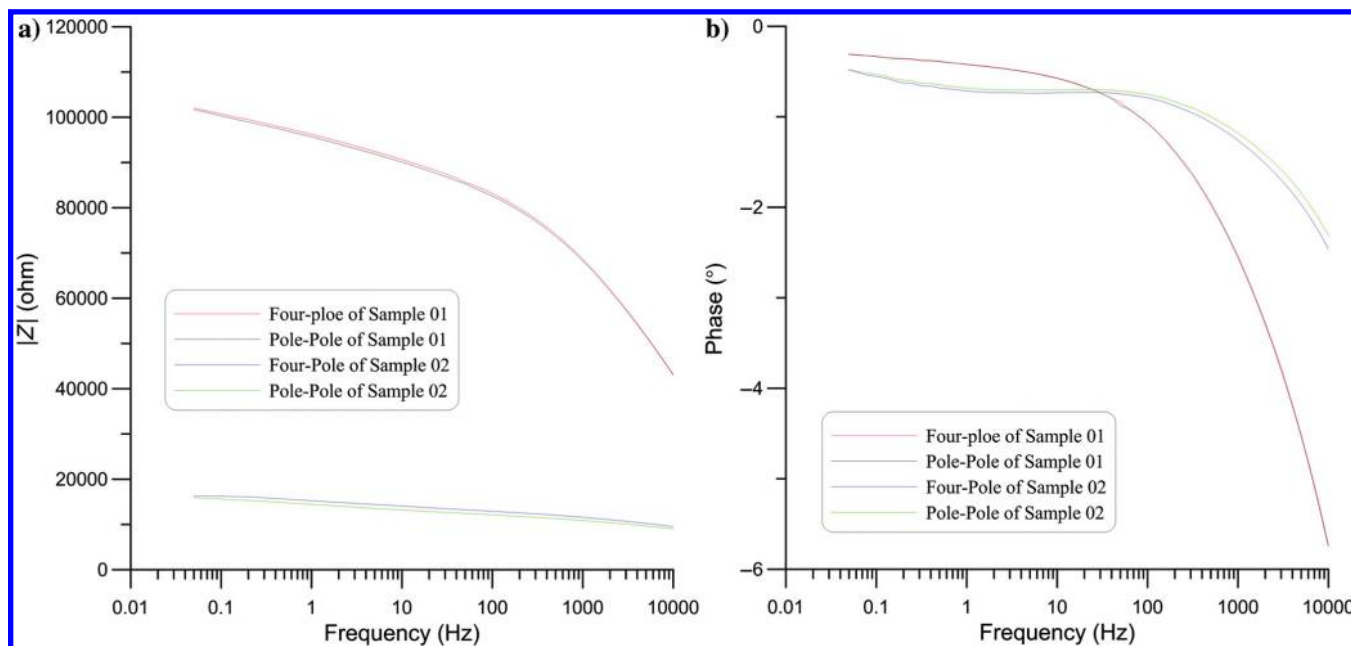 a)
120000
100000
80000
60000
40000
20000
0
|Z| (ohm)
Four-ploe of Sample 01
Pole-Pole of Sample 01
Four-Pole of Sample 02
Pole-Pole of Sample 02
0.01 0.1 1 10 100 1000 10000
Frequency (Hz)
b)
0
–2
–4
–6
Phase (°)
Four-ploe of Sample 01
Pole-Pole of Sample 01
Four-Pole of Sample 02
Pole-Pole of Sample 02
0.01 0.1 1 10 100 1000 10000
Frequency (Hz)